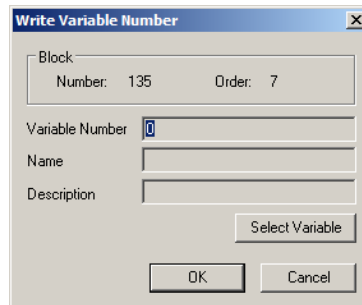 Write Variable Number
Block
Number: 135 Order: 7
Variable Number 0
Name
Description
Select Variable
OK Cancel